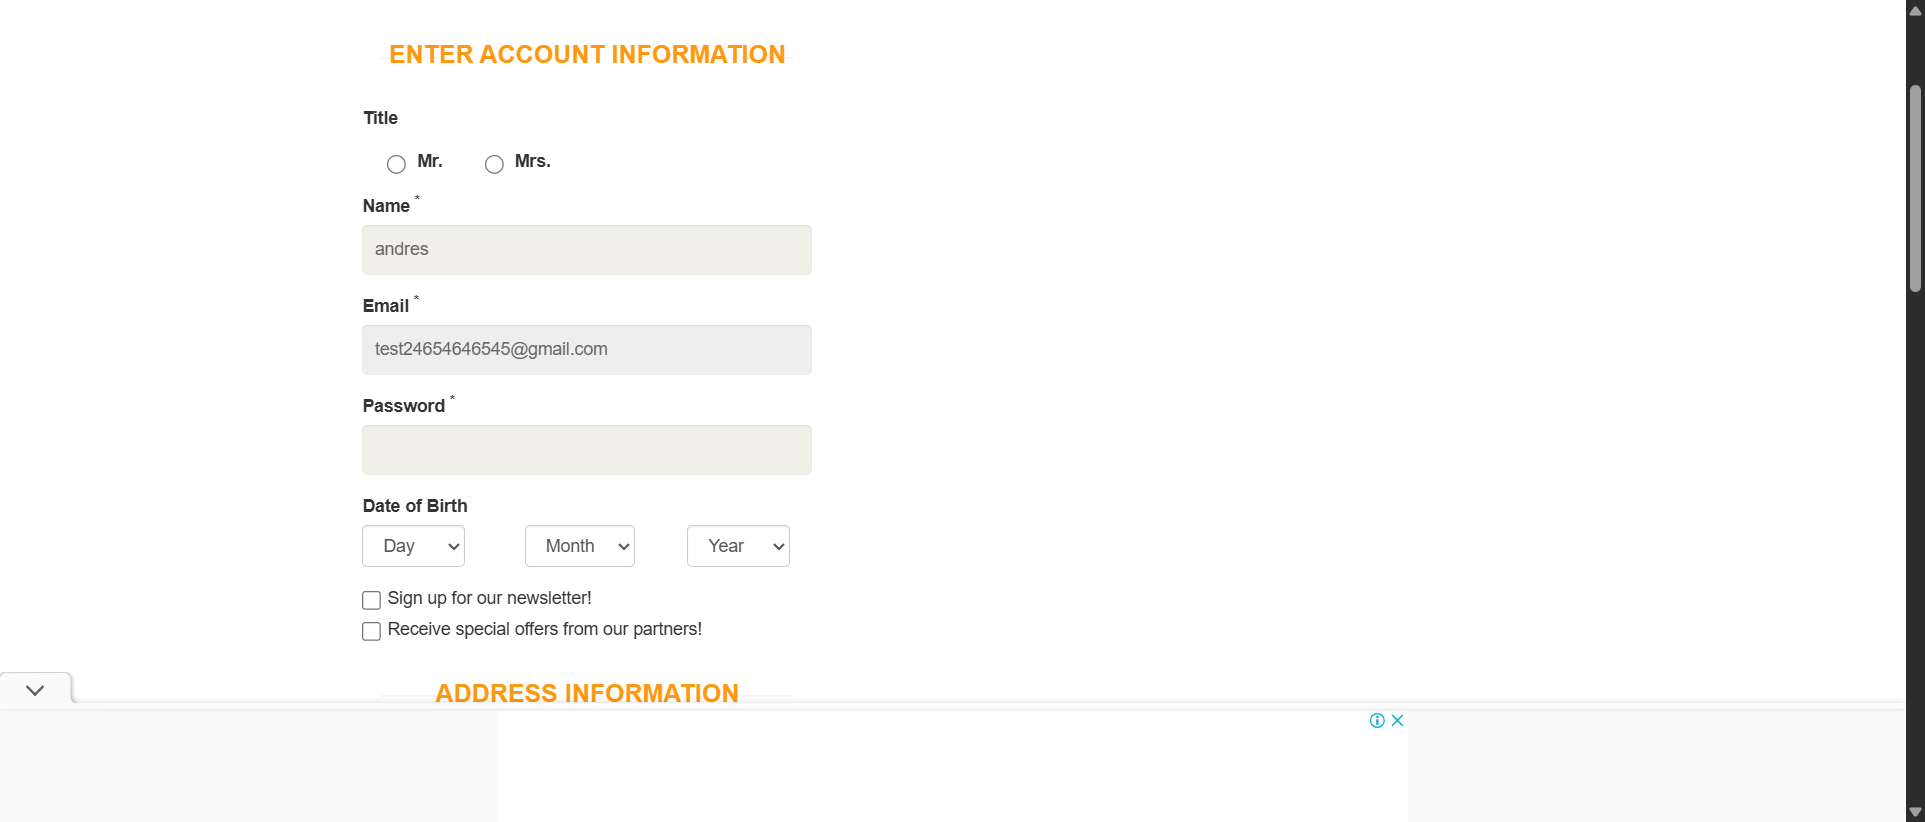 ENTER ACCOUNT INFORMATION
Title
Mr. Mrs.
Name *
andres
Email *
test24654646545@gmail.com
Password *
Date of Birth
Day Month Year
Sign up for our newsletter!
Receive special offers from our partners!
ADDRESS INFORMATION